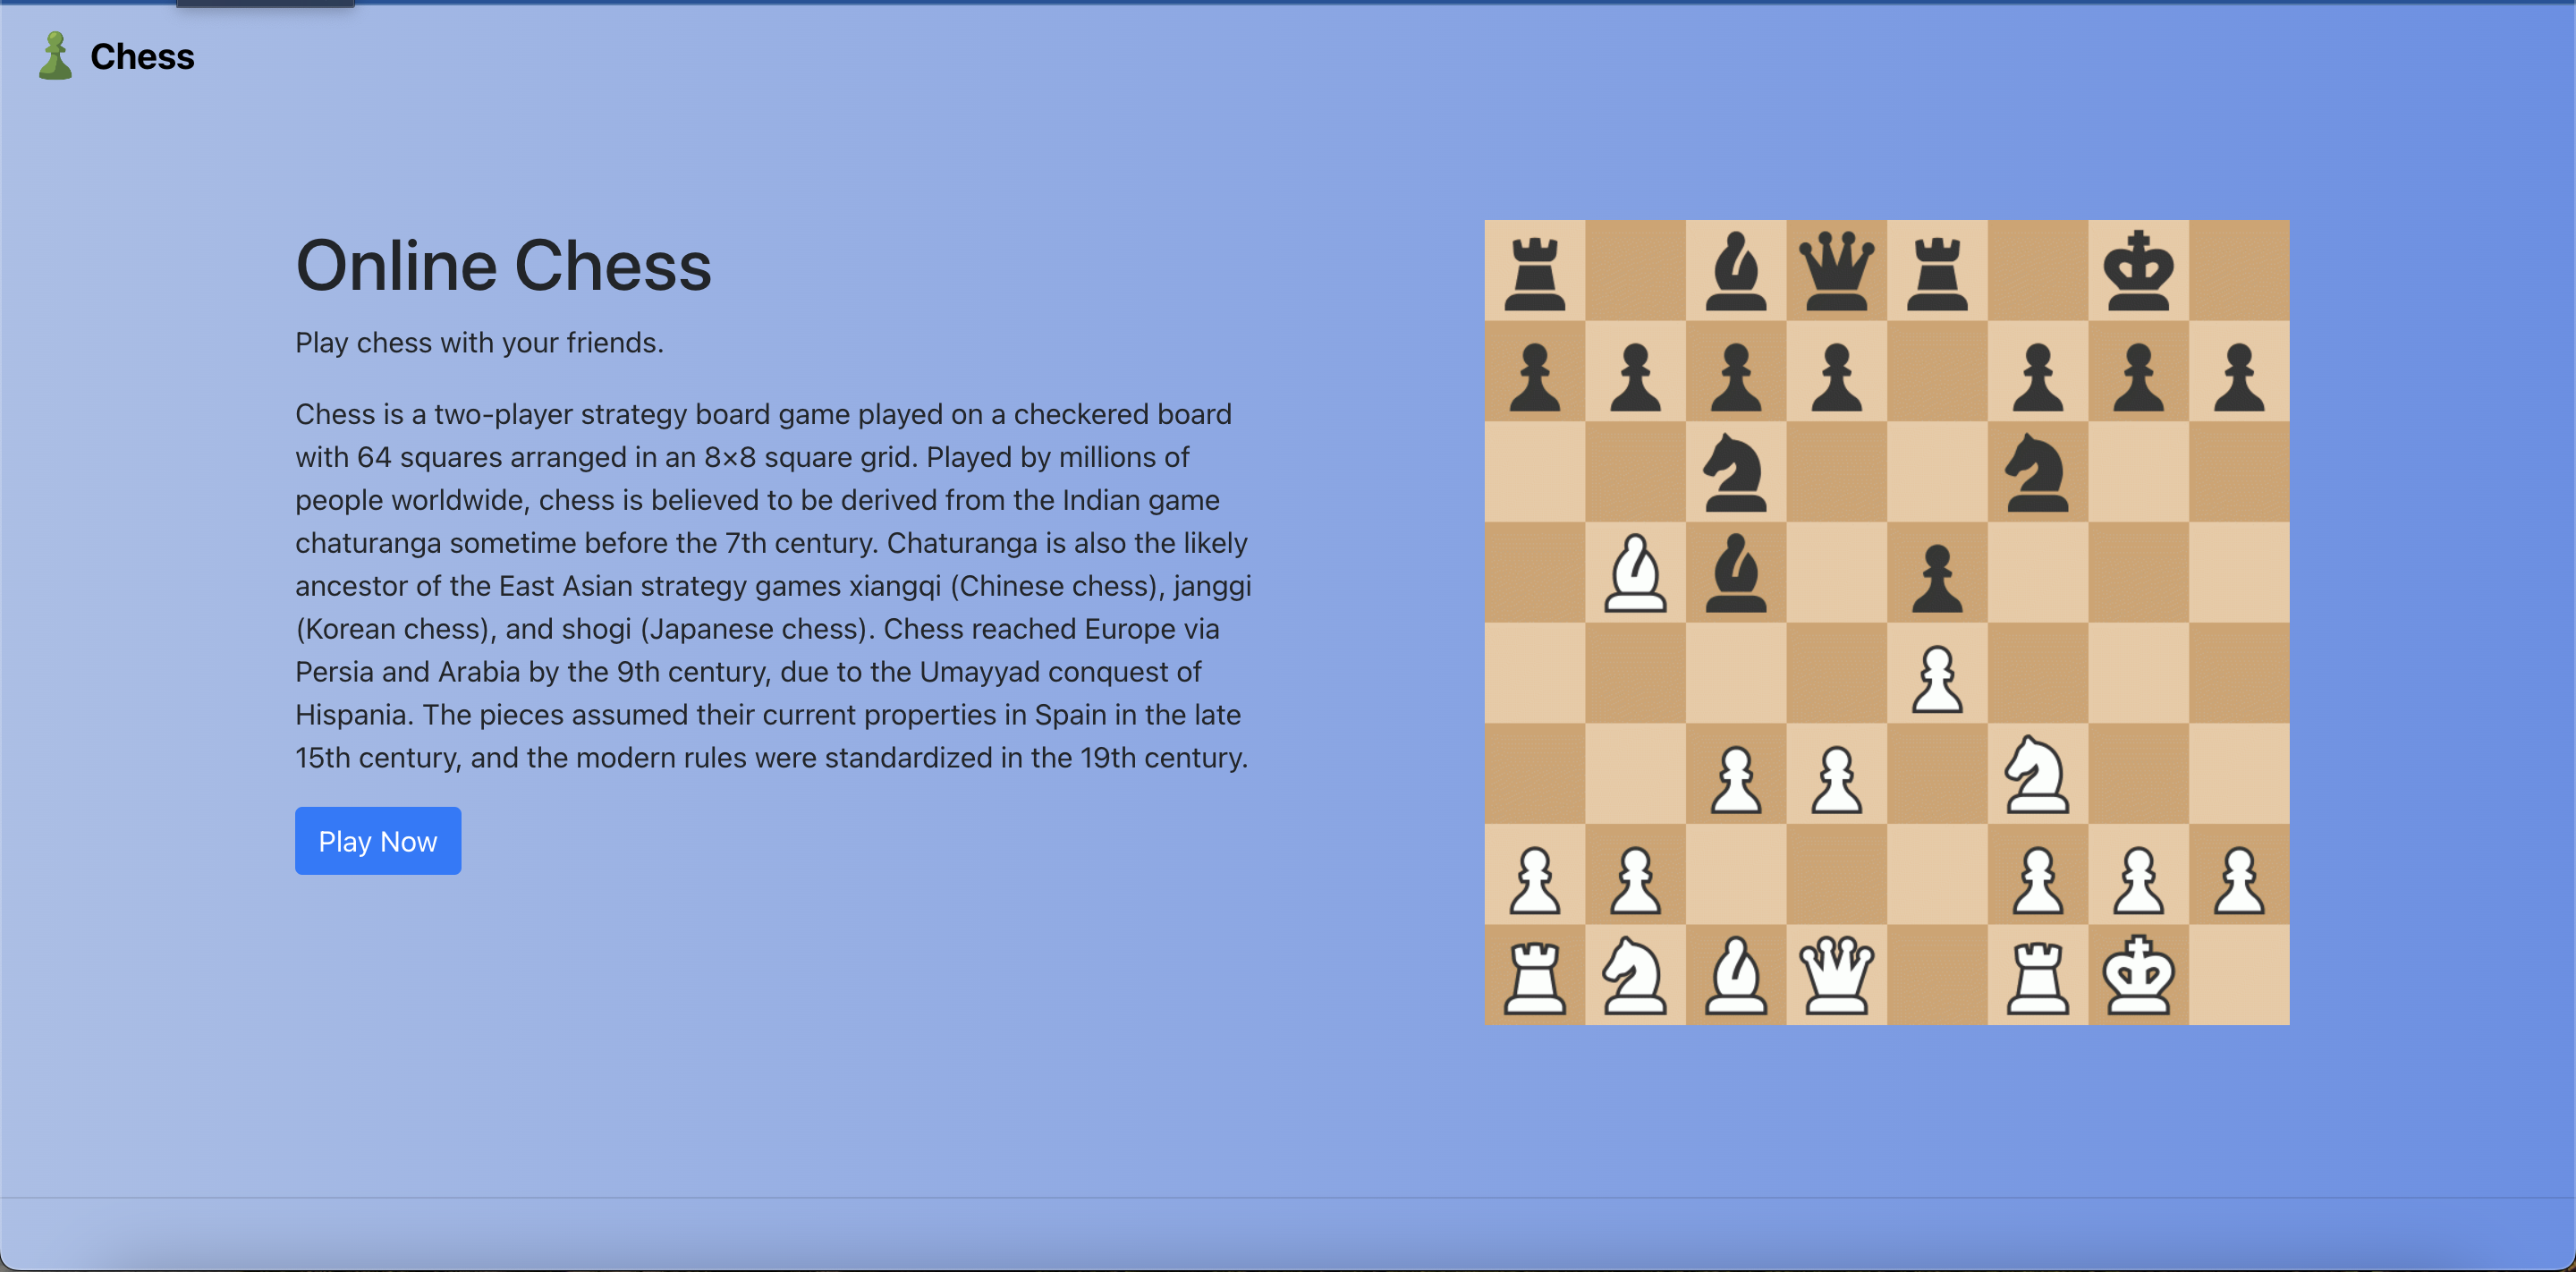 Chess
Online Chess
Play chess with your friends.
Chess is a two-player strategy board game played on a checkered board
with 64 squares arranged in an 8×8 square grid. Played by millions of
people worldwide, chess is believed to be derived from the Indian game
chaturanga sometime before the 7th century. Chaturanga is also the likely
ancestor of the East Asian strategy games xiangqi (Chinese chess), janggi
(Korean chess), and shogi (Japanese chess). Chess reached Europe via
Persia and Arabia by the 9th century, due to the Umayyad conquest of
Hispania. The pieces assumed their current properties in Spain in the late
15th century, and the modern rules were standardized in the 19th century.
Play Now